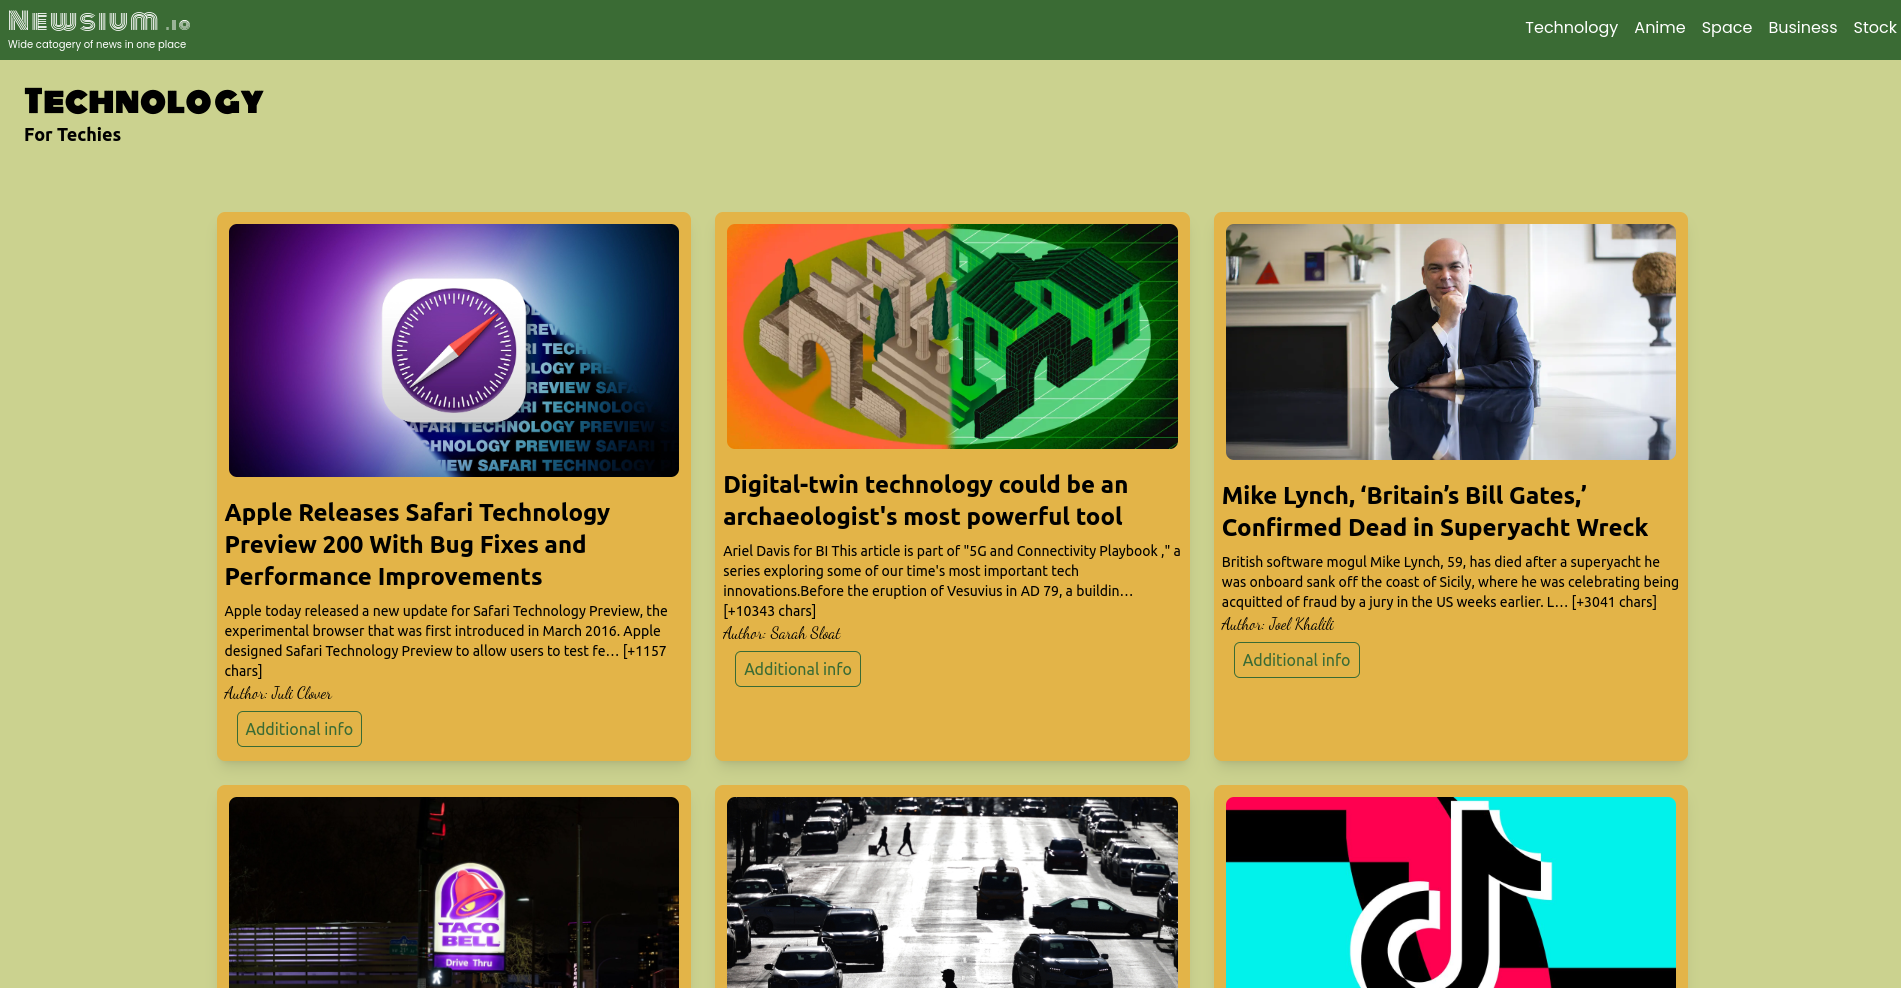 Newsium .io
Wide catogery of news in one place
Technology Anime Space Business Stock
Technology
For Techies
REVIEW SAFARI TECHNOLOGY
Apple Releases Safari Technology
Preview 200 With Bug Fixes and
Performance Improvements
Apple today released a new update for Safari Technology Preview, the
experimental browser that was first introduced in March 2016. Apple
designed Safari Technology Preview to allow users to test fe… [+1157
chars]
Author: Juli Clover
Additional info
Digital-twin technology could be an
archaeologist's most powerful tool
Ariel Davis for BI This article is part of "5G and Connectivity Playbook ," a
series exploring some of our time's most important tech
innovations.Before the eruption of Vesuvius in AD 79, a buildin…
[+10343 chars]
Author: Sarah Sloat
Additional info
Mike Lynch, ‘Britain’s Bill Gates,’
Confirmed Dead in Superyacht Wreck
British software mogul Mike Lynch, 59, has died after a superyacht he
was onboard sank off the coast of Sicily, where he was celebrating being
acquitted of fraud by a jury in the US weeks earlier. L… [+3041 chars]
Author: Joel Khalili
Additional info
TACO
BELL
Drive Thru